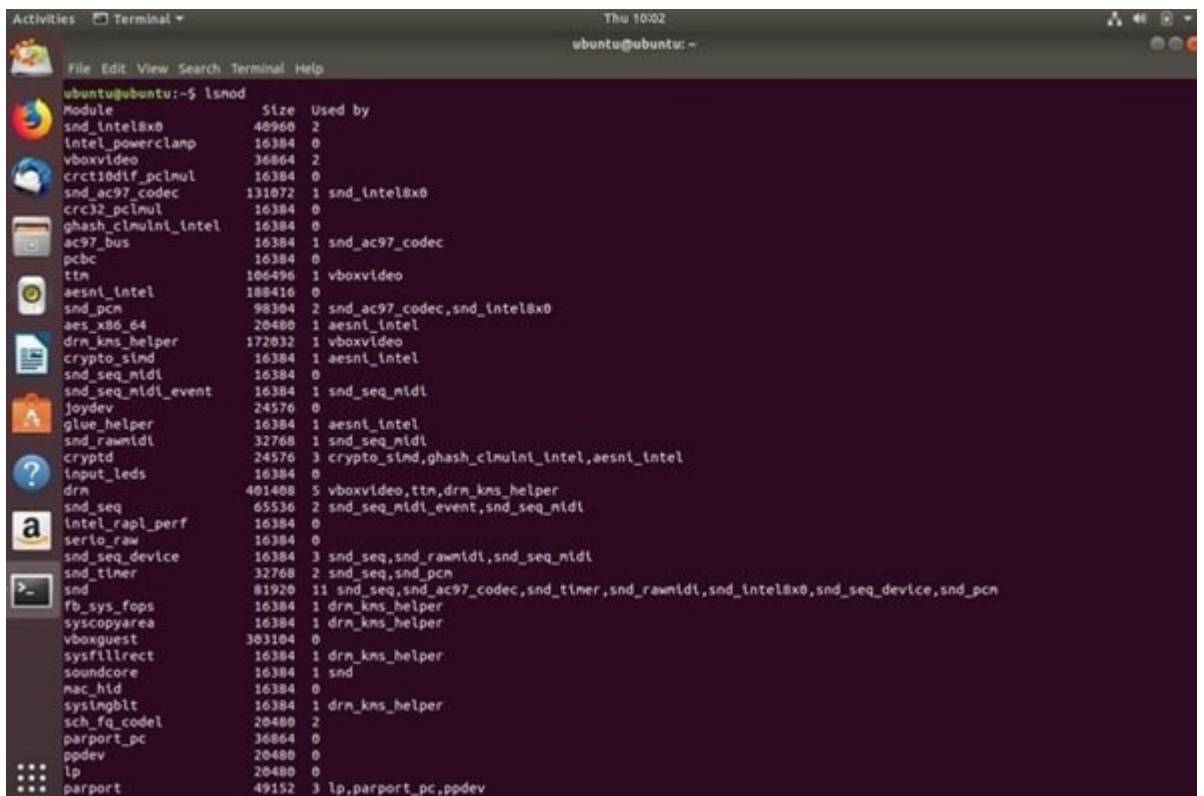 Activities Terminal Thu 10:02
ubuntu@ubuntu: ~
File Edit View Search Terminal Help
ubuntu@ubuntu:~$ lsmod
Module Size Used by
snd_intel8x0 40960 2
intel_powerclamp 16384 0
vboxvideo 36864 2
crct10dif_pclmul 16384 0
snd_ac97_codec 131072 1 snd_intel8x0
crc32_pclmul 16384 0
ghash_clmulni_intel 16384 0
ac97_bus 16384 1 snd_ac97_codec
pcbc 16384 0
ttm 106496 1 vboxvideo
aesni_intel 188416 0
snd_pcm 98304 2 snd_ac97_codec,snd_intel8x0
aes_x86_64 20480 1 aesni_intel
drm_kms_helper 172032 1 vboxvideo
crypto_simd 16384 1 aesni_intel
snd_seq_midi 16384 0
snd_seq_midi_event 16384 1 snd_seq_midi
joydev 24576 0
glue_helper 16384 1 aesni_intel
snd_rawmidi 32768 1 snd_seq_midi
cryptd 24576 3 crypto_simd,ghash_clmulni_intel,aesni_intel
input_leds 16384 0
drm 401408 5 vboxvideo,ttm,drm_kms_helper
snd_seq 65536 2 snd_seq_midi_event,snd_seq_midi
intel_rapl_perf 16384 0
serio_raw 16384 0
snd_seq_device 16384 3 snd_seq,snd_rawmidi,snd_seq_midi
snd_timer 32768 2 snd_seq,snd_pcm
snd 81920 11 snd_seq,snd_ac97_codec,snd_timer,snd_rawmidi,snd_intel8x0,snd_seq_device,snd_pcm
fb_sys_fops 16384 1 drm_kms_helper
syscopyarea 16384 1 drm_kms_helper
vboxguest 303104 0
sysfillrect 16384 1 drm_kms_helper
soundcore 16384 1 snd
mac_hid 16384 0
sysimgblt 16384 1 drm_kms_helper
sch_fq_codel 20480 2
parport_pc 36864 0
ppdev 20480 0
lp 20480 0
parport 49152 3 lp,parport_pc,ppdev